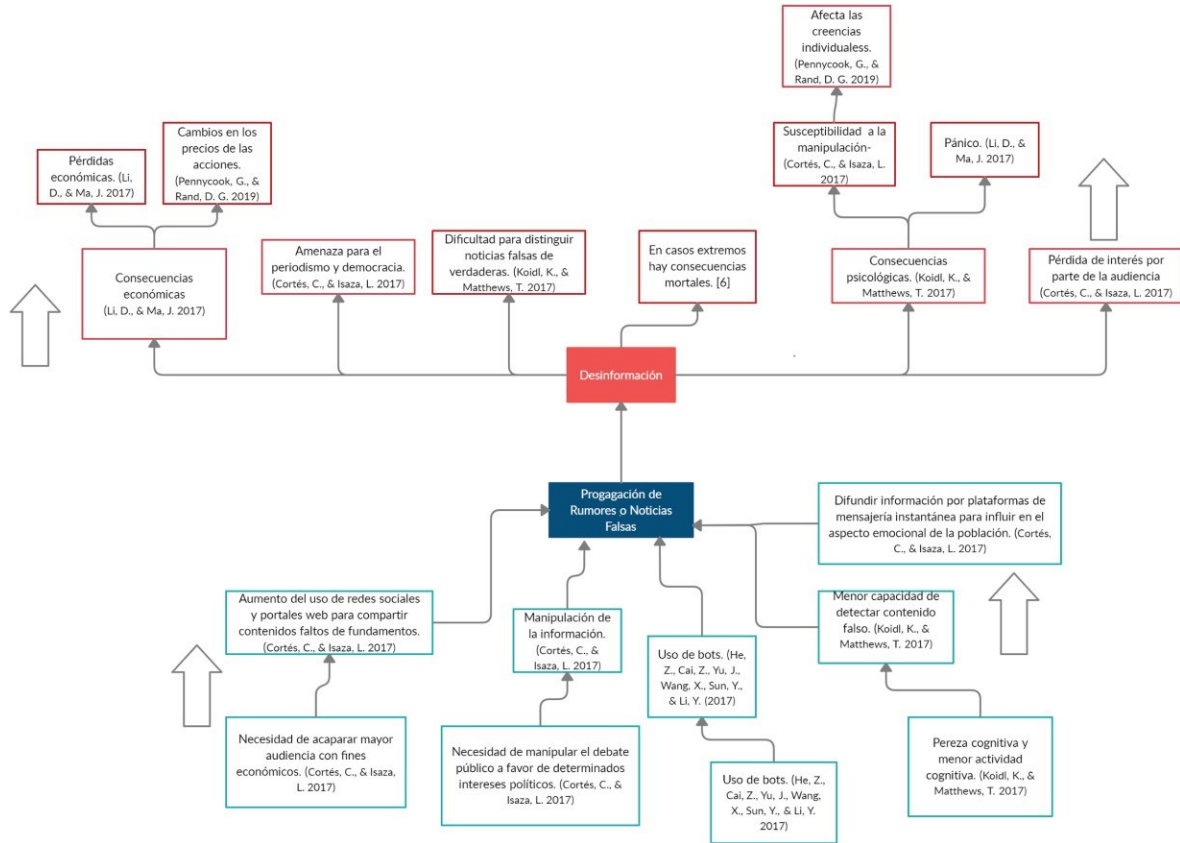 Afecta las
creencias
individualess.
(Pennycook, G., &
Rand, D. G. 2019)
Cambios en los
precios de las
acciones.
(Pennycook, G., &
Rand, D. G. 2019)
Pérdidas
económicas. (Li,
D., & Ma, J. 2017)
Susceptibilidad a la
manipulación-
(Cortés, C., & Isaza, L.
2017)
Pánico. (Li, D.,
& Ma, J. 2017)
Consecuencias
económicas
(Li, D., & Ma, J. 2017)
Amenaza para el
periodismo y democracia.
(Cortés, C., & Isaza, L. 2017)
Dificultad para distinguir
noticias falsas de
verdaderas. (Koidl, K., &
Matthews, T. 2017)
En casos extremos
hay consecuencias
mortales. [6]
Consecuencias
psicológicas. (Koidl, K., &
Matthews, T. 2017)
Pérdida de interés por
parte de la audiencia
(Cortés, C., & Isaza, L. 2017)
Desinformación
Progagación de
Rumores o Noticias
Falsas
Difundir información por plataformas de
mensajería instantánea para influir en el
aspecto emocional de la población. (Cortés,
C., & Isaza, L. 2017)
Aumento del uso de redes sociales
y portales web para compartir
contenidos faltos de fundamentos.
(Cortés, C., & Isaza, L. 2017)
Manipulación de
la información.
(Cortés, C., &
Isaza, L. 2017)
Uso de bots. (He,
Z., Cai, Z., Yu, J.,
Wang, X., Sun, Y.,
& Li, Y. (2017)
Menor capacidad de
detectar contenido
falso. (Koidl, K., &
Matthews, T. 2017)
Necesidad de acaparar mayor
audiencia con fines
económicos. (Cortés, C., & Isaza,
L. 2017)
Necesidad de manipular el debate
público a favor de determinados
intereses políticos. (Cortés, C., &
Isaza, L. 2017)
Uso de bots. (He, Z.,
Cai, Z., Yu, J., Wang,
X., Sun, Y., & Li, Y.
2017)
Pereza cognitiva y
menor actividad
cognitiva. (Koidl, K., &
Matthews, T. 2017)